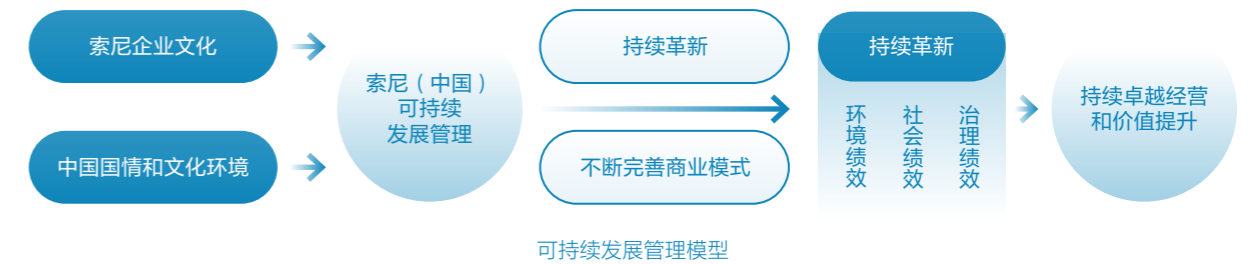 索尼企业文化
中国国情和文化环境
索尼（中国）
可持续
发展管理
持续革新
不断完善商业模式
持续革新
环境绩效
社会绩效
治理绩效
持续卓越经营
和价值提升
可持续发展管理模型